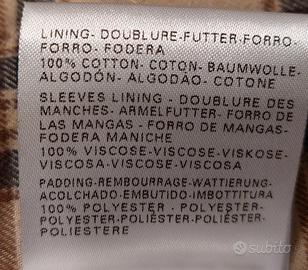 LINING- DOUBLURE-FUTTER-FORRO
FORRO- FODERA
100% COTTON- COTON- BAUMWOLLE-
ALGODÓN- ALGODÃO- COTONE
SLEEVES LINING - DOUBLURE DES
MANCHES- ARMELFUTTER- FORRO DE
LAS MANGAS - FORRO DE MANGAS-
FODERA MANICHE
100% VISCOSE-VISCOSE-VISKOSE-
VISCOSA-VISCOSE-VISCOSA
PADDING-REMBOURRAGE-WATTIERUNG-
ACOLCHADO-EMBUTIDO-IMBOTTITURA
100% POLYESTER - POLYESTER-
POLYESTER-POLIÉSTER-POLIÉSTER-
POLIESTERE
subito